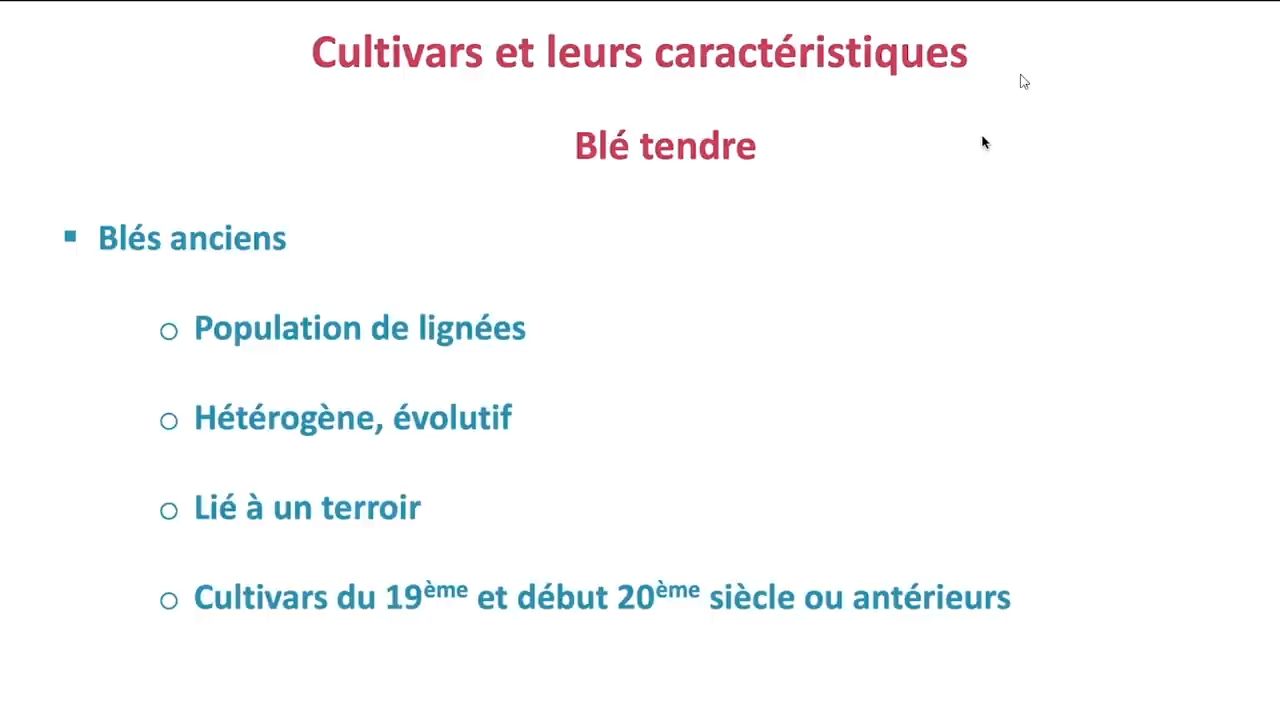 Cultivars et leurs caractéristiques
Blé tendre
▪ Blés anciens
o Population de lignées
o Hétérogène, évolutif
o Lié à un terroir
o Cultivars du 19ème et début 20ème siècle ou antérieurs